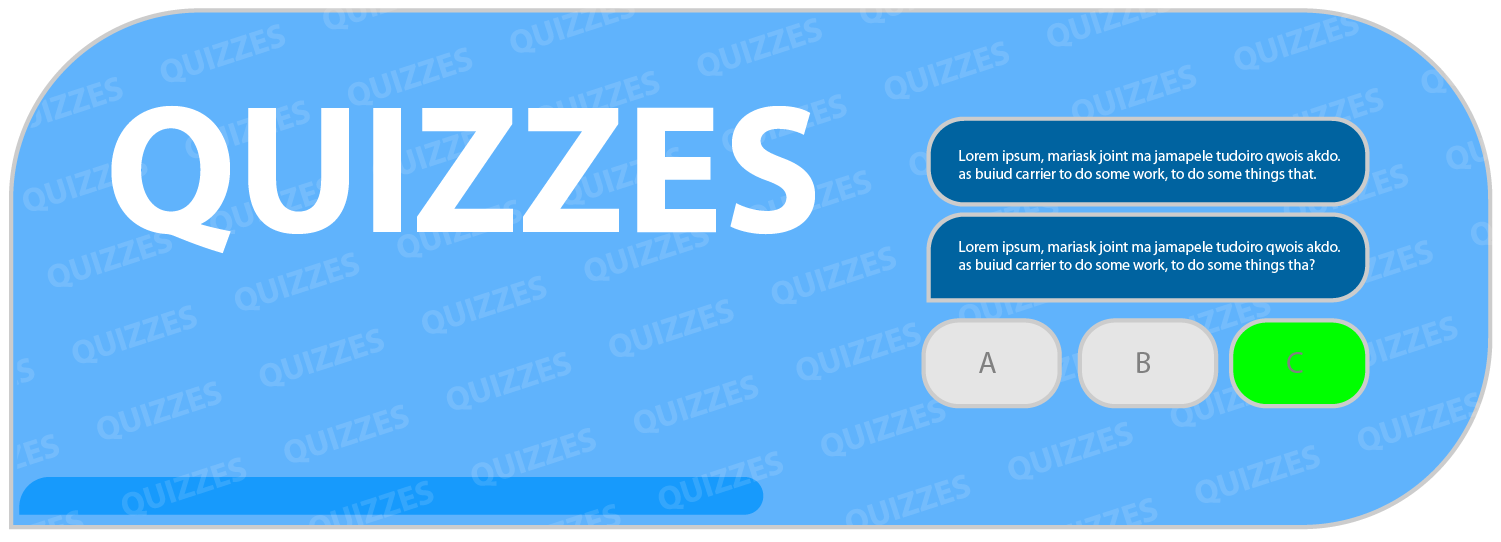 QUIZZES
Lorem ipsum, mariask joint ma jamapele tudoiro qwois akdo.
as buiud carrier to do some work, to do some things that.
Lorem ipsum, mariask joint ma jamapele tudoiro qwois akdo.
as buiud carrier to do some work, to do some things tha?
A B C